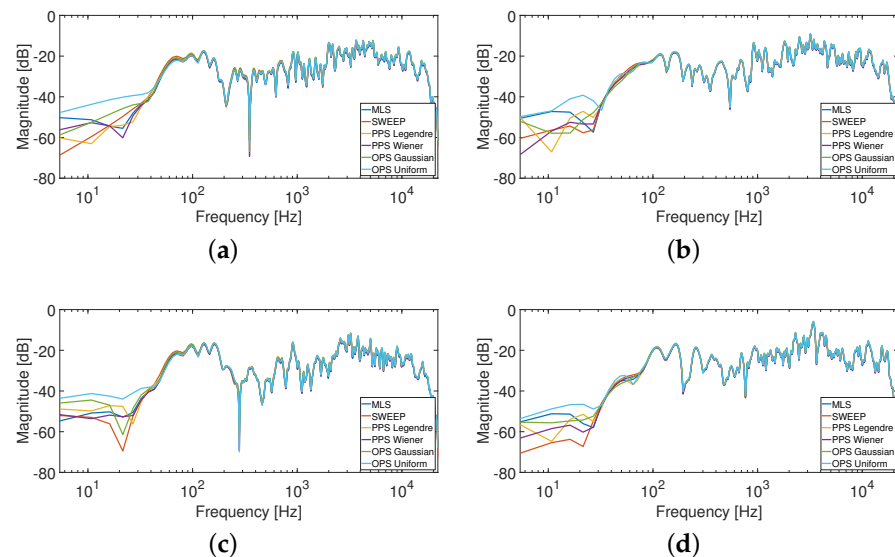 0
-20
-40
-60
-80
Magnitude [dB]
10^1
10^2
10^3
10^4
Frequency [Hz]
MLS
SWEEP
PPS Legendre
PPS Wiener
OPS Gaussian
OPS Uniform
(a)
0
-20
-40
-60
-80
Magnitude [dB]
10^1
10^2
10^3
10^4
Frequency [Hz]
MLS
SWEEP
PPS Legendre
PPS Wiener
OPS Gaussian
OPS Uniform
(b)
0
-20
-40
-60
-80
Magnitude [dB]
10^1
10^2
10^3
10^4
Frequency [Hz]
MLS
SWEEP
PPS Legendre
PPS Wiener
OPS Gaussian
OPS Uniform
(c)
0
-20
-40
-60
-80
Magnitude [dB]
10^1
10^2
10^3
10^4
Frequency [Hz]
MLS
SWEEP
PPS Legendre
PPS Wiener
OPS Gaussian
OPS Uniform
(d)